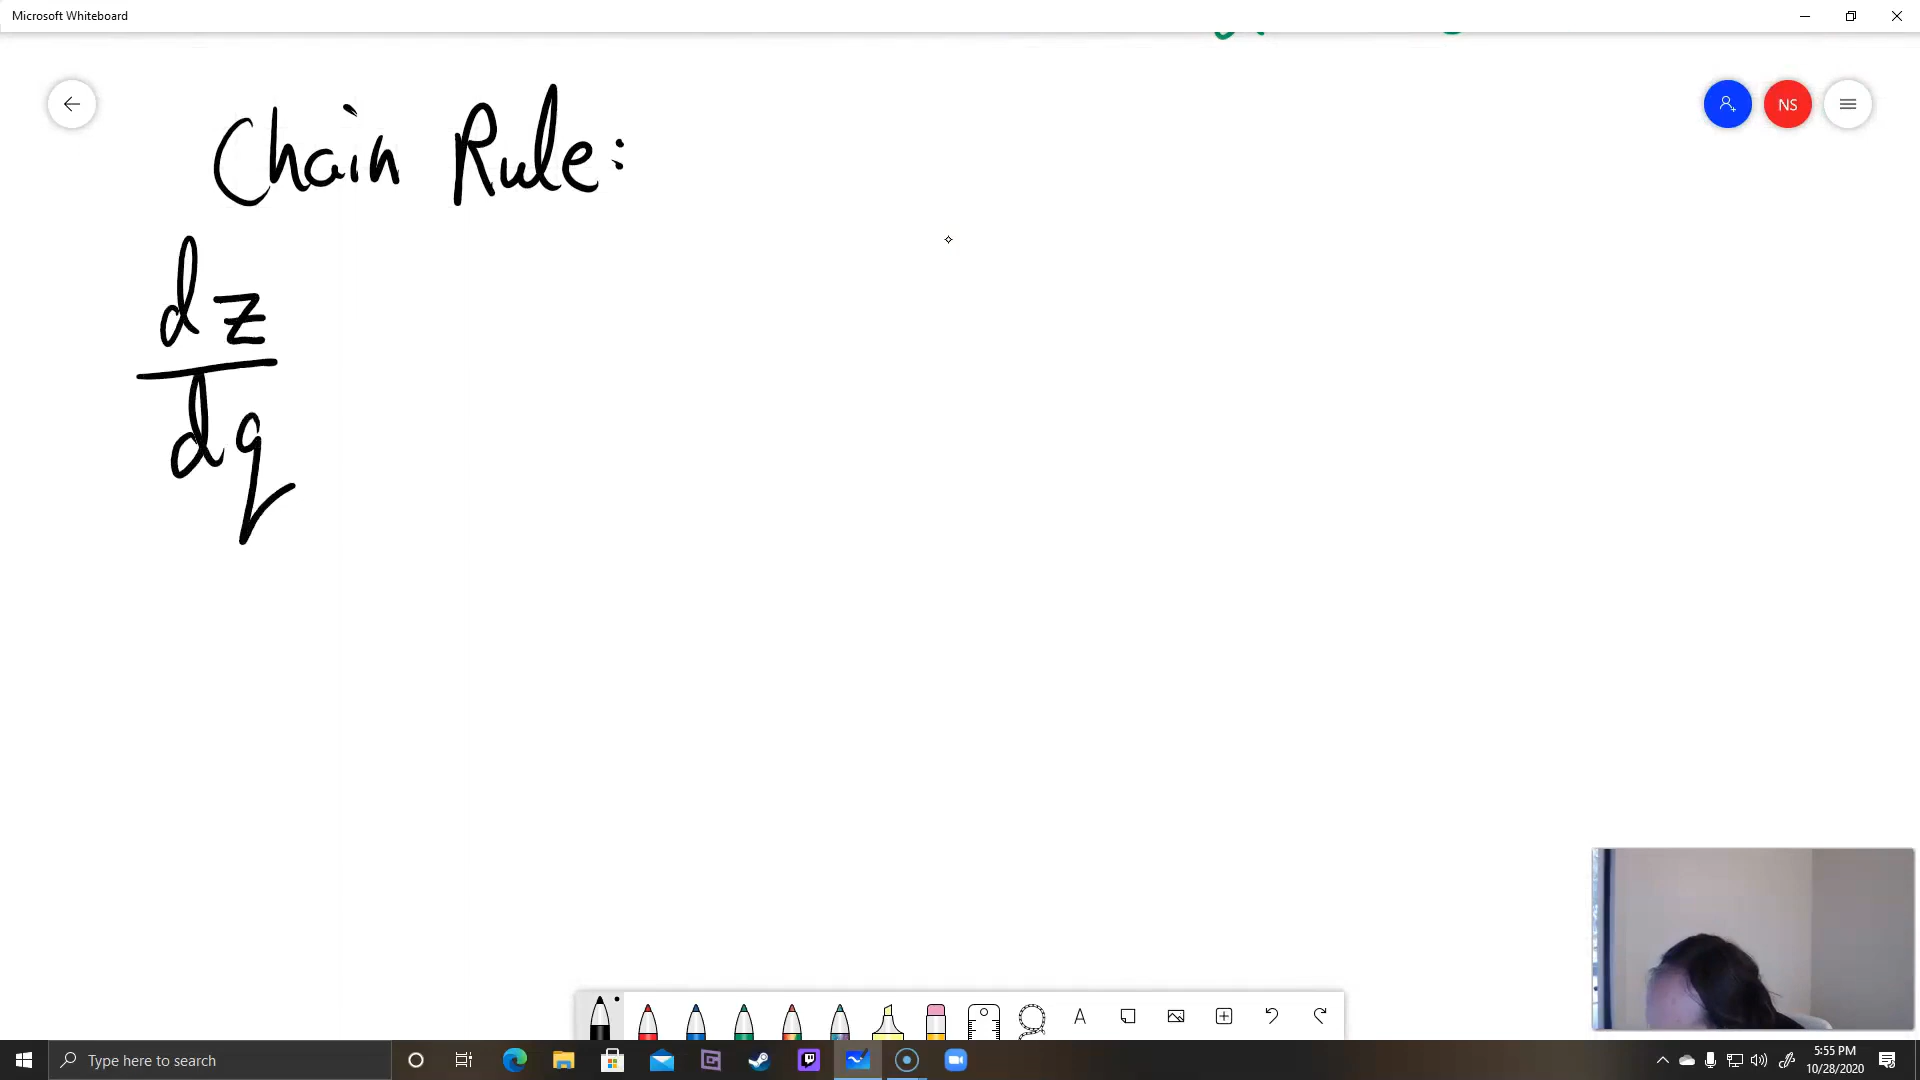 Microsoft Whiteboard
NS
Chain Rule:
dz
dq
A
Type here to search
5:55 PM
10/28/2020